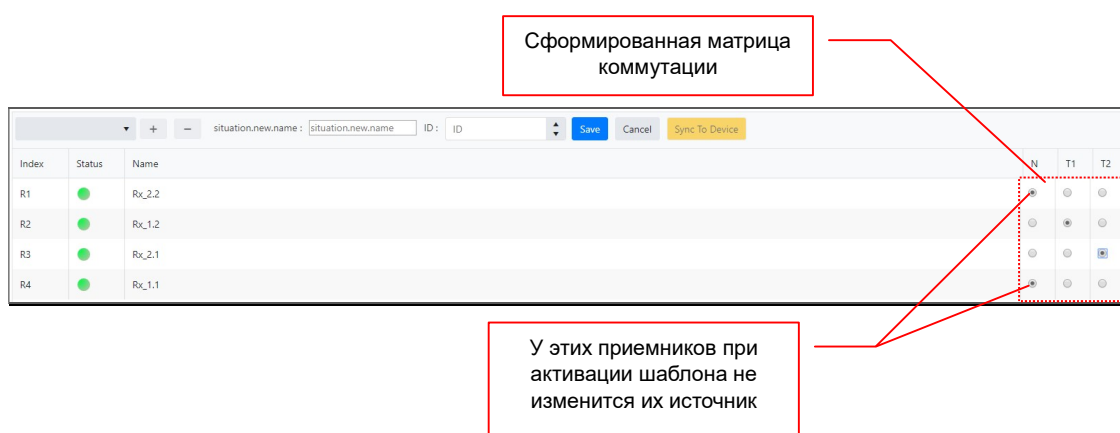 Сформированная матрица
коммутации
+ − situation.new.name : situation.new.name ID : ID Save Cancel Sync To Device
Index Status Name N T1 T2
R1 Rx_2.2
R2 Rx_1.2
R3 Rx_2.1
R4 Rx_1.1
У этих приемников при
активации шаблона не
изменится их источник